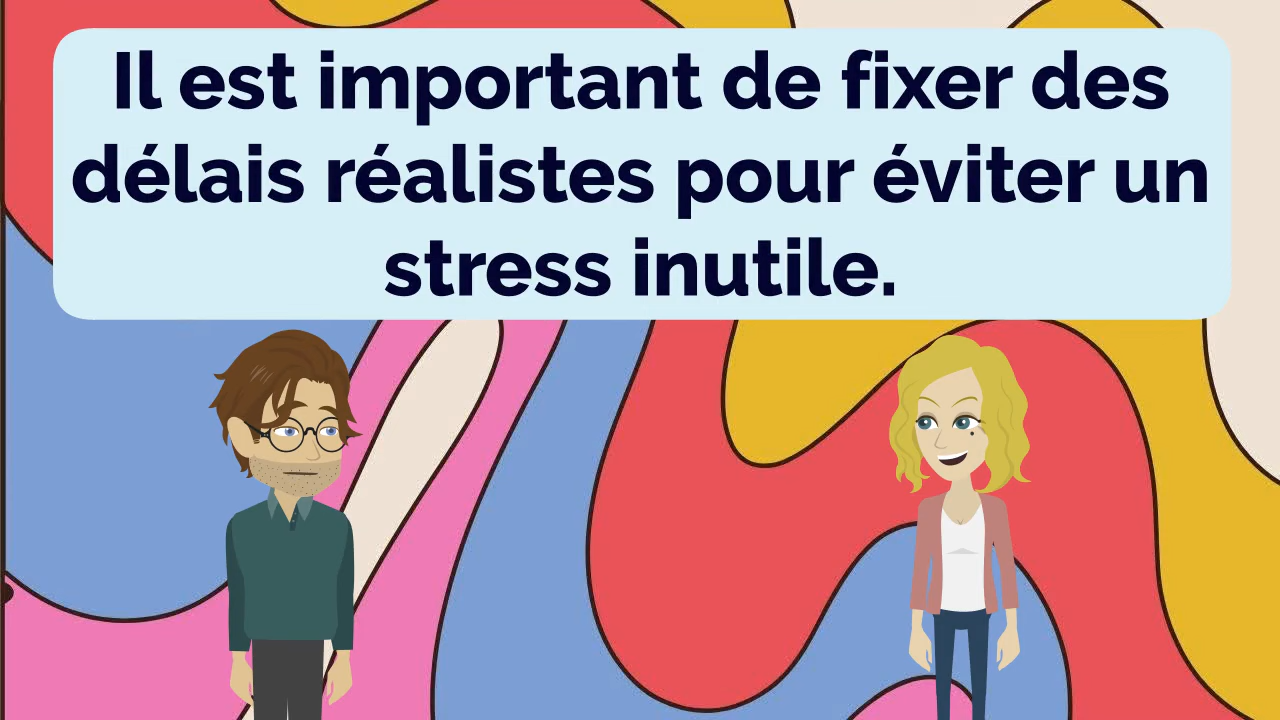 Il est important de fixer des
délais réalistes pour éviter un
stress inutile.